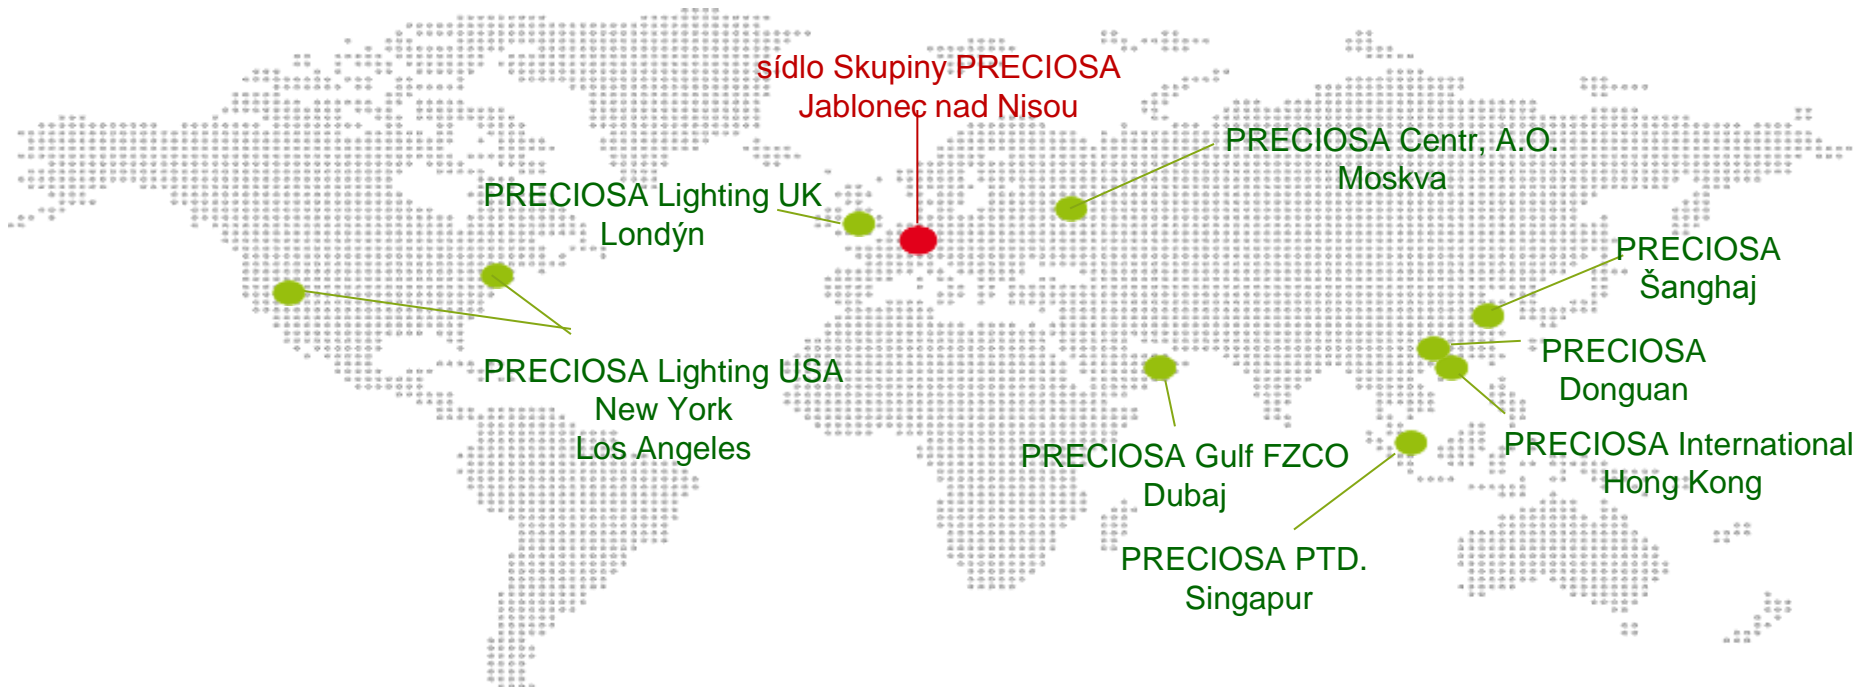 sídlo Skupiny PRECIOSA
Jablonec nad Nisou
PRECIOSA Centr, A.O.
Moskva
PRECIOSA Lighting UK
Londýn
PRECIOSA
Šanghaj
PRECIOSA
Donguan
PRECIOSA Lighting USA
New York
Los Angeles
PRECIOSA Gulf FZCO
Dubaj
PRECIOSA International
Hong Kong
PRECIOSA PTD.
Singapur